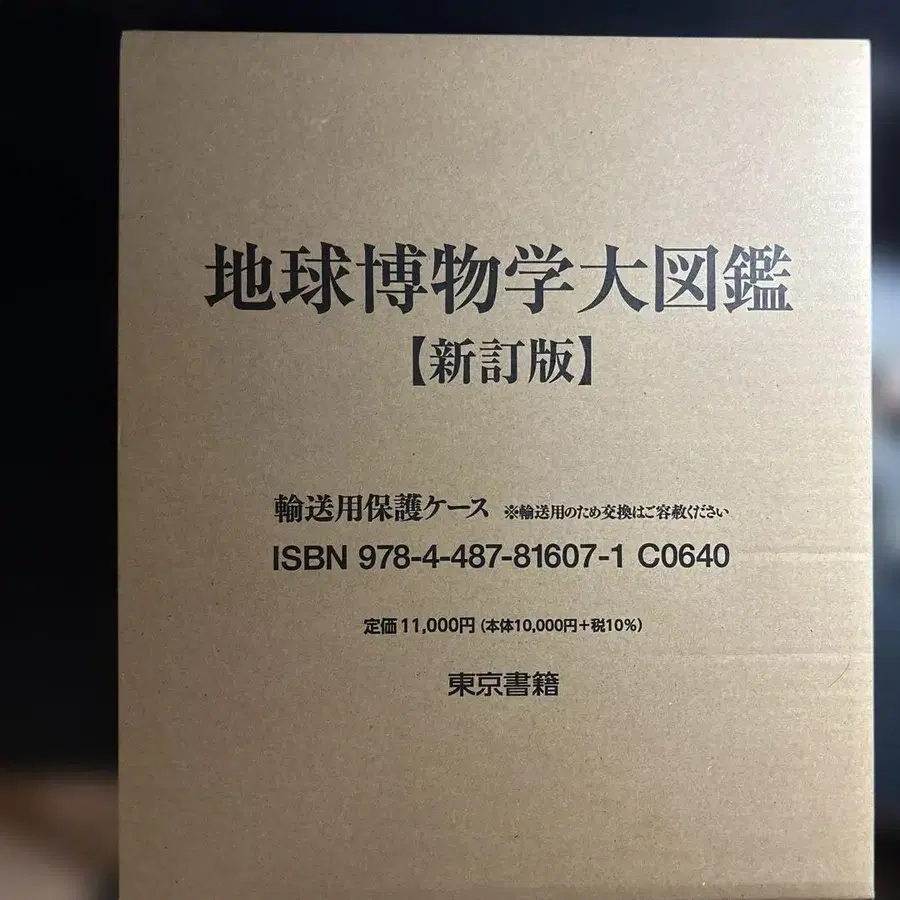 地球博物学大図鑑
【新訂版】
輸送用保護ケース ※輸送用のため交換はご容赦ください
ISBN 978-4-487-81607-1 C0640
定価11,000円(本体10,000円+税10%)
東京書籍